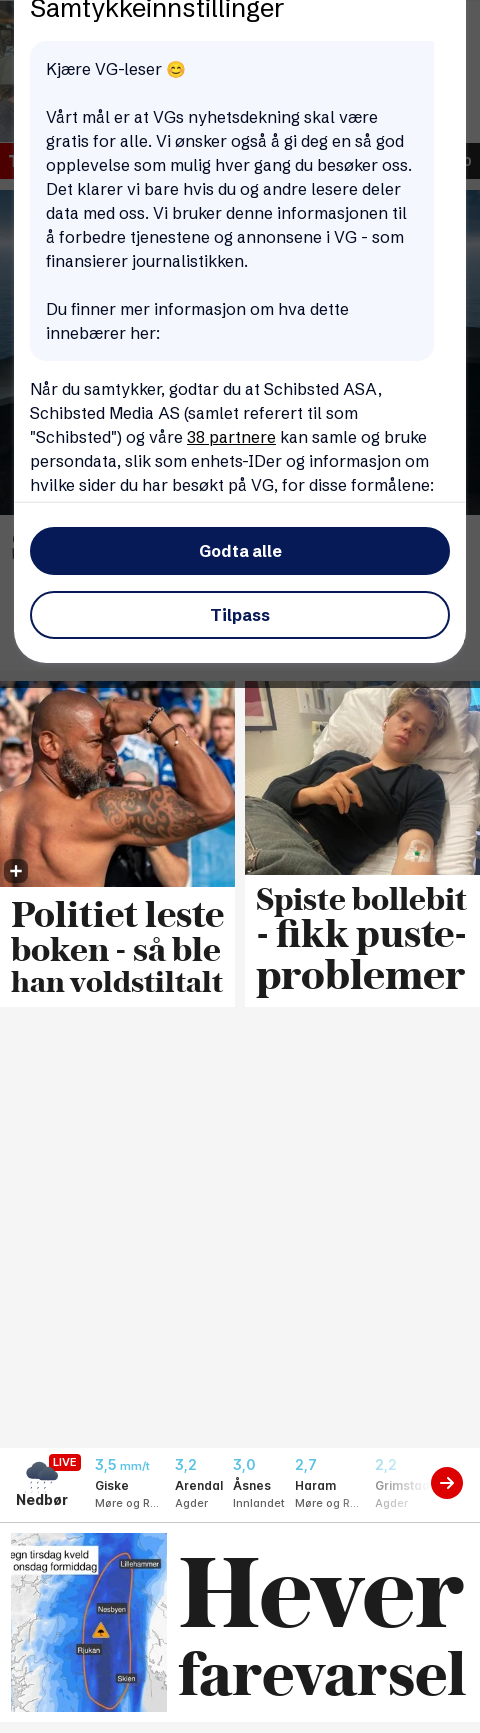 Samtykkeinnstillinger
Kjære VG-leser 😊
Vårt mål er at VGs nyhetsdekning skal være
gratis for alle. Vi ønsker også å gi deg en så god
opplevelse som mulig hver gang du besøker oss.
Det klarer vi bare hvis du og andre lesere deler
data med oss. Vi bruker denne informasjonen til
å forbedre tjenestene og annonsene i VG - som
finansierer journalistikken.
Du finner mer informasjon om hva dette
innebærer her:
Når du samtykker, godtar du at Schibsted ASA,
Schibsted Media AS (samlet referert til som
"Schibsted") og våre 38 partnere kan samle og bruke
persondata, slik som enhets-IDer og informasjon om
hvilke sider du har besøkt på VG, for disse formålene:
Godta alle
Tilpass
Politiet leste
boken - så ble
han voldstiltalt
Spiste bollebit
- fikk puste-
problemer
LIVE
Nedbør
3,5 mm/t
Giske
Møre og R...
3,2
Arendal
Agder
3,0
Åsnes
Innlandet
2,7
Haram
Møre og R...
2,2
Agder
egn tirsdag kveld
onsdag formiddag
Lillehammer
Nesbyen
Rjukan
Skien
Hever
farevarsel